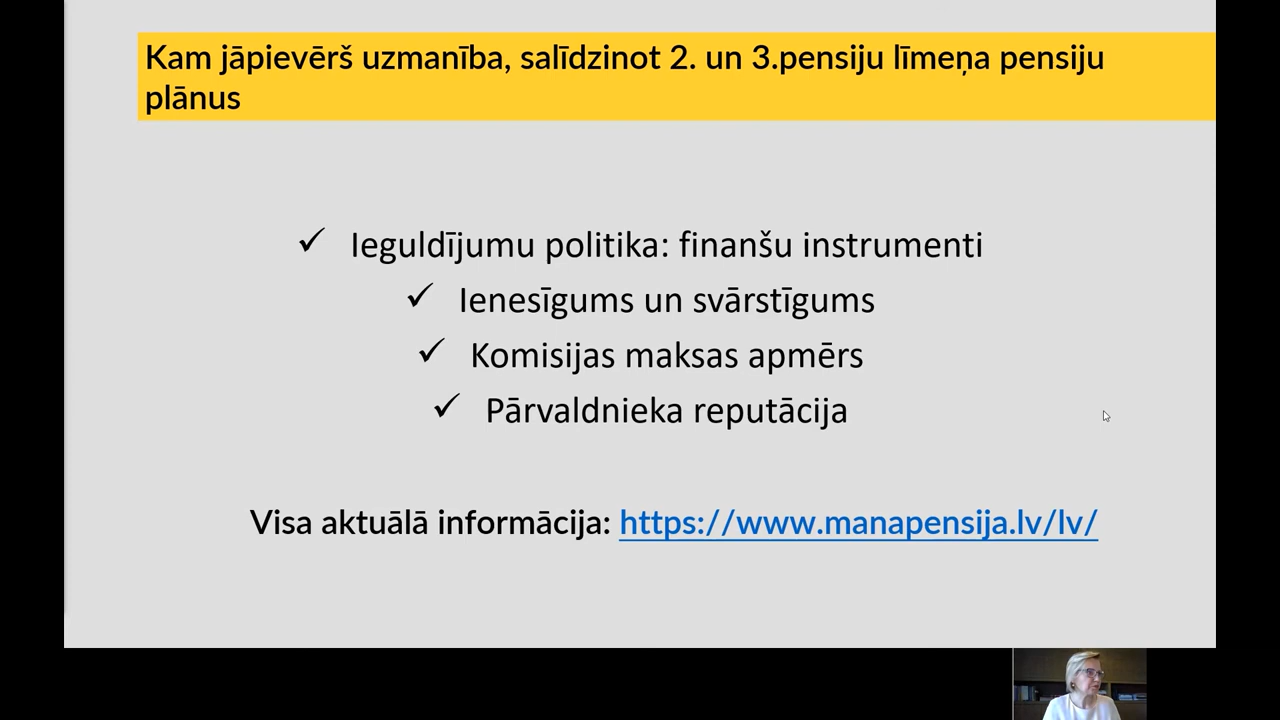 Kam jāpievērš uzmanība, salīdzinot 2. un 3.pensiju līmeņa pensiju
plānus
✓ Ieguldījumu politika: finanšu instrumenti
✓ Ienesīgums un svārstīgums
✓ Komisijas maksas apmērs
✓ Pārvaldnieka reputācija
Visa aktuālā informācija: https://www.manapensija.lv/lv/